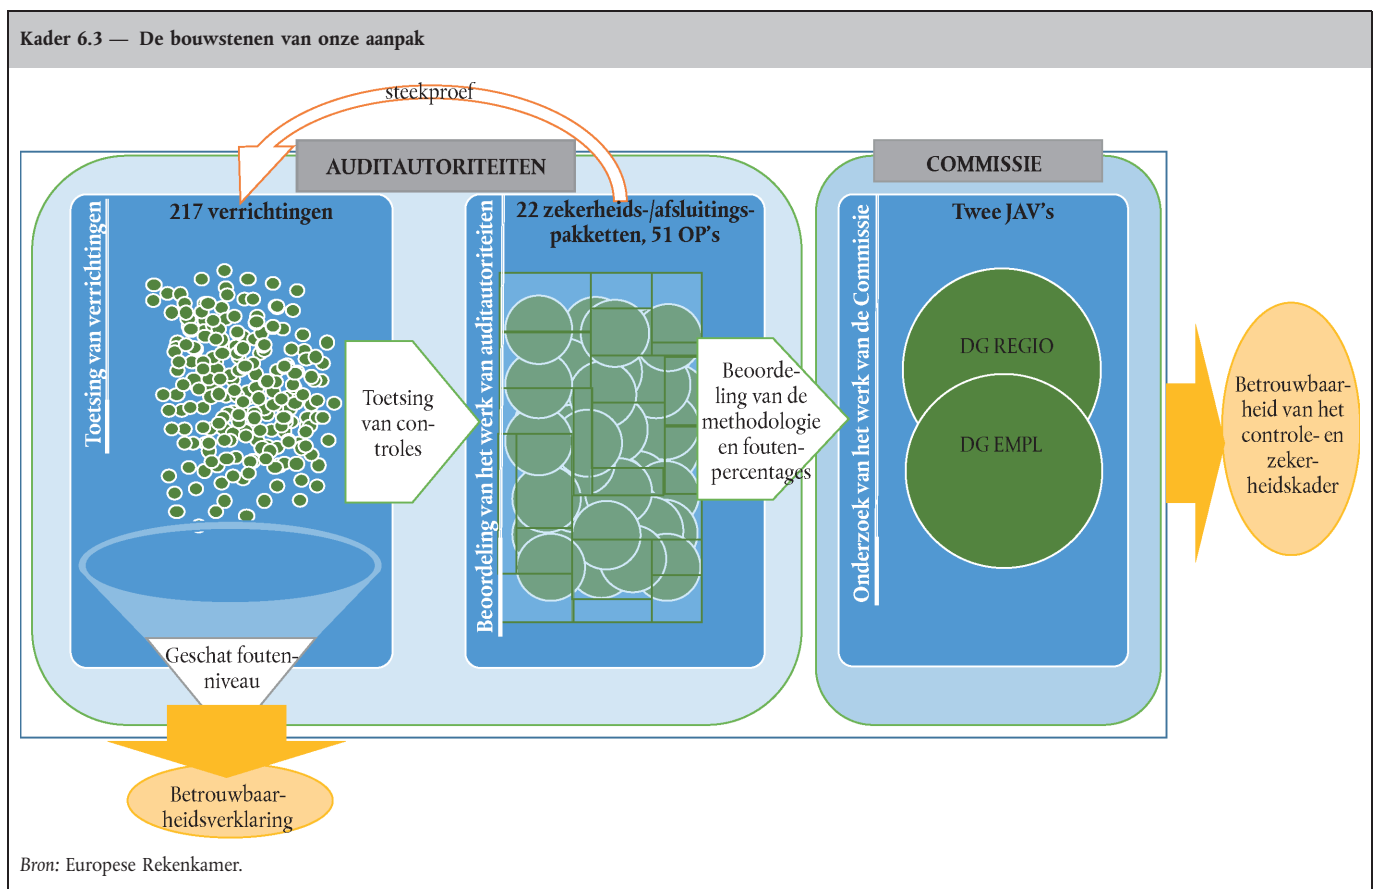 Kader 6.3 — De bouwstenen van onze aanpak
steekproef
AUDITAUTORITEITEN
COMMISSIE
Toetsing van verrichtingen
217 verrichtingen
Toetsing
van con-
troles
Geschat fouten-
niveau
Betrouwbaar-
heidsverklaring
Beoordeling van het werk van auditautoriteiten
22 zekerheids-/afsluitings-
pakketten, 51 OP’s
Beoorde-
ling van de
methodologie
en fouten-
percentages
Onderzoek van het werk van de Commissie
Twee JAV’s
DG REGIO
DG EMPL
Betrouwbaar-
heid van het
controle- en
zeker-
heidskader
Bron: Europese Rekenkamer.